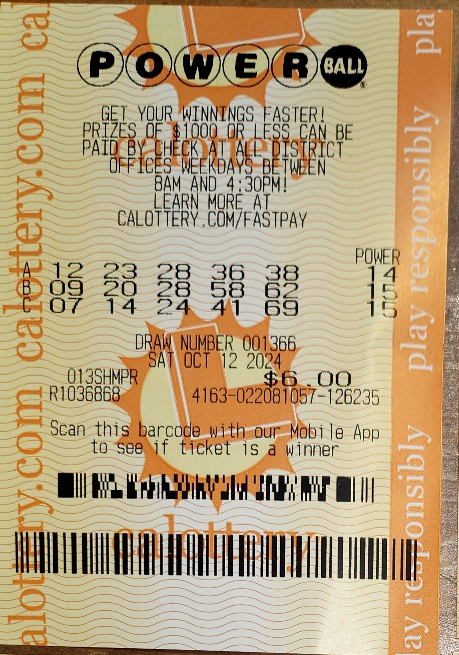 POWERBALL
GET YOUR WINNINGS FASTER!
PRIZES OF $1000 OR LESS CAN BE
PAID BY CHECK AT ALL DISTRICT
OFFICES WEEKDAYS BETWEEN
8AM AND 4:30PM!
LEARN MORE AT
CALOTTERY.COM/FASTPAY
POWER
A 12 23 28 36 38 14
B 09 20 28 58 62 15
C 07 14 24 41 69 15
DRAW NUMBER 001366
SAT OCT 12 2024
013SHMPR $6.00
R1036868 4163-022081057-126235
Scan this barcode with our Mobile App
to see if ticket is a winner
calottery
calottery
alottery.com calottery.com ca
ay responsibly play responsibly pla